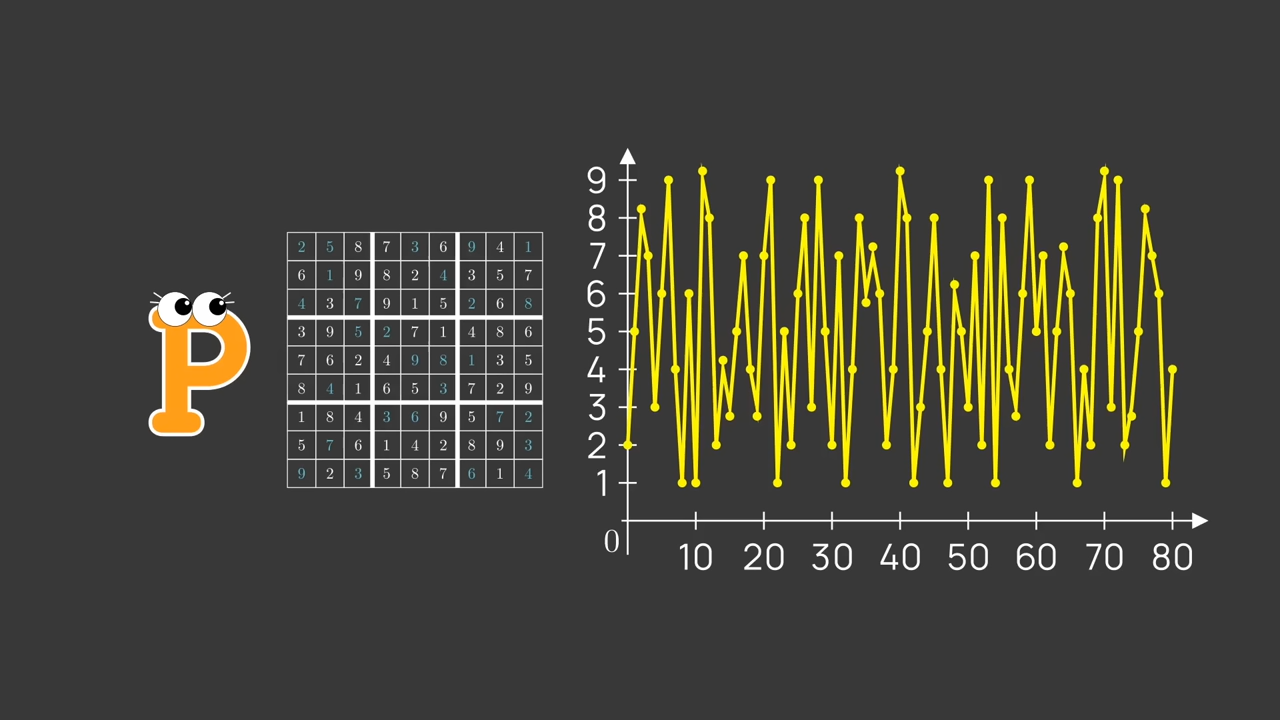 P
2 5 8 7 3 6 9 4 1
6 1 9 8 2 4 3 5 7
4 3 7 9 1 5 2 6 8
3 9 5 2 7 1 4 8 6
7 6 2 4 9 8 1 3 5
8 4 1 6 5 3 7 2 9
1 8 4 3 6 9 5 7 2
5 7 6 1 4 2 8 9 3
9 2 3 5 8 7 6 1 4
9
8
7
6
5
4
3
2
1
0
10 20 30 40 50 60 70 80